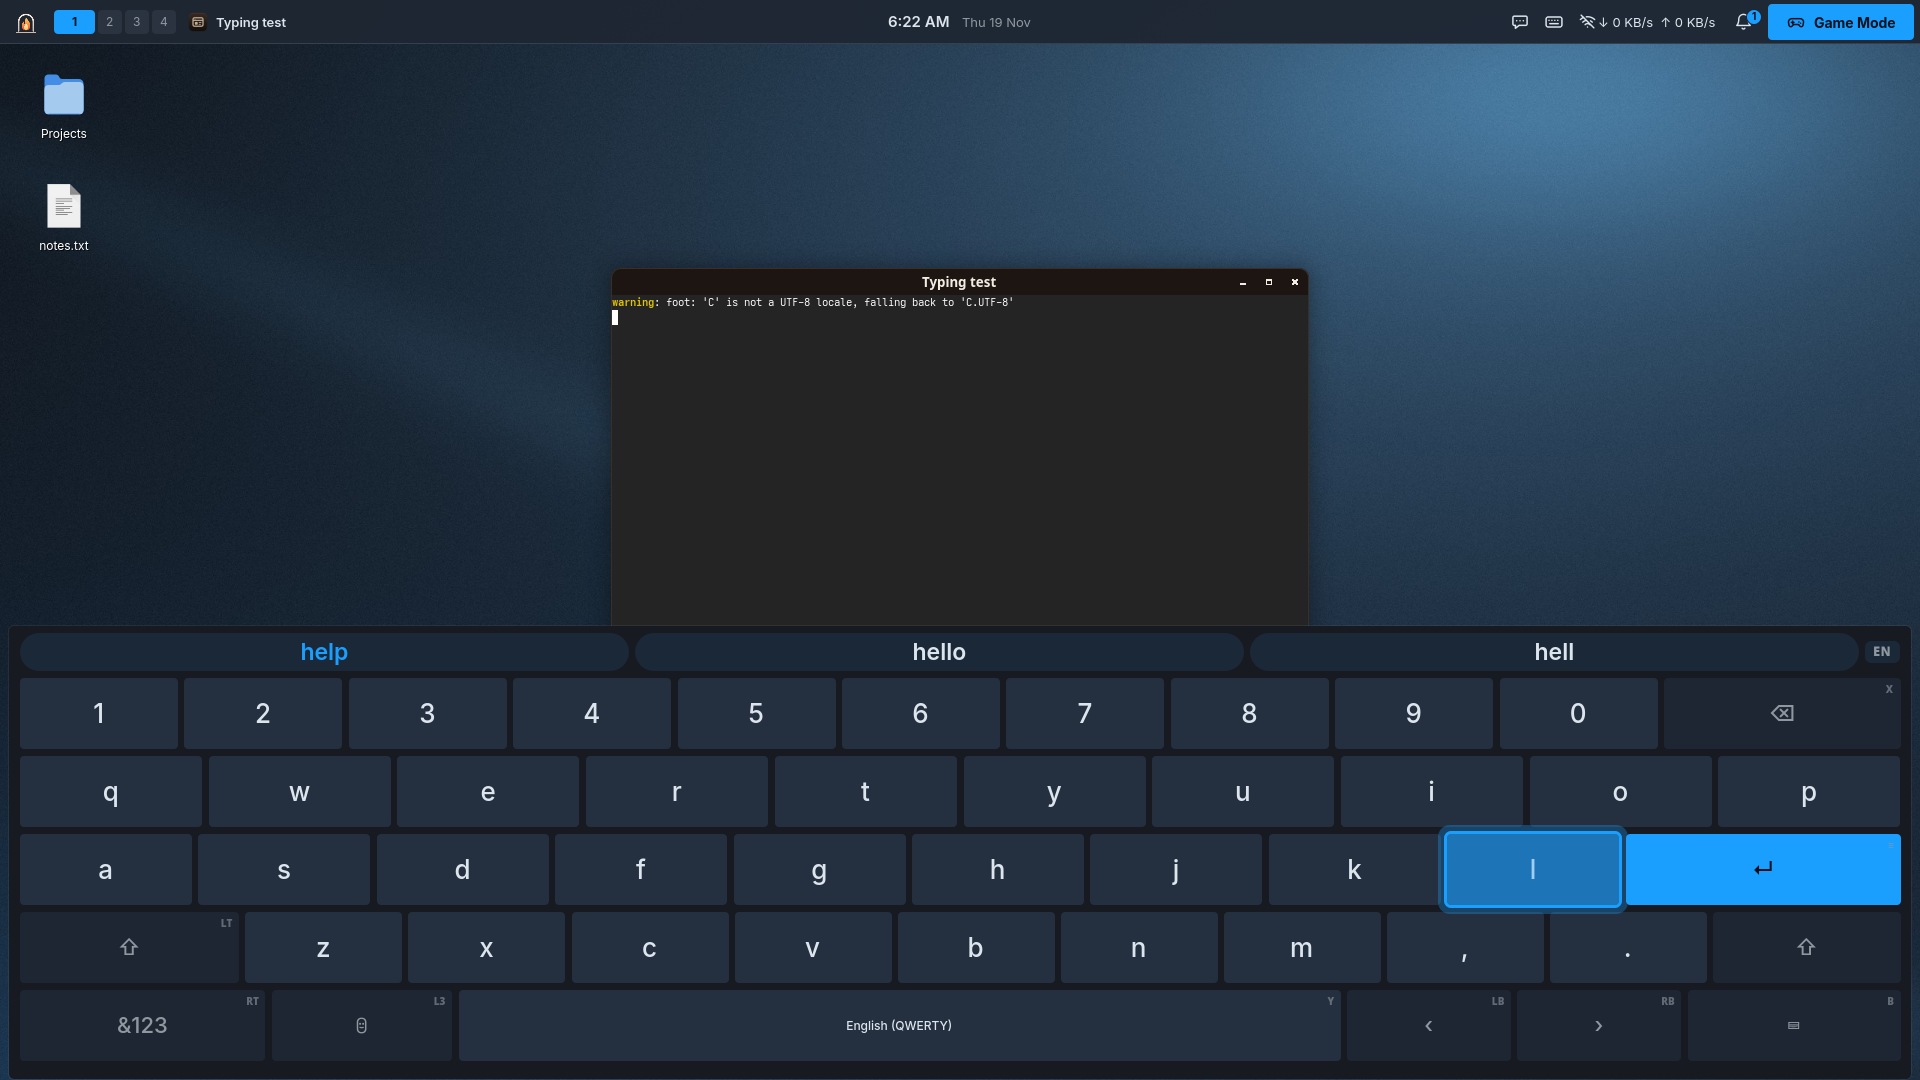 1 2 3 4 Typing test 6:22 AM Thu 19 Nov 0 KB/s 0 KB/s 1 Game Mode
Projects
notes.txt
Typing test
warning: foot: 'C' is not a UTF-8 locale, falling back to 'C.UTF-8'
help hello hell EN
1 2 3 4 5 6 7 8 9 0 X
q w e r t y u i o p
a s d f g h j k l
LT z x c v b n m , .
&123 RT L3 English (QWERTY) Y ‹ LB › RB B